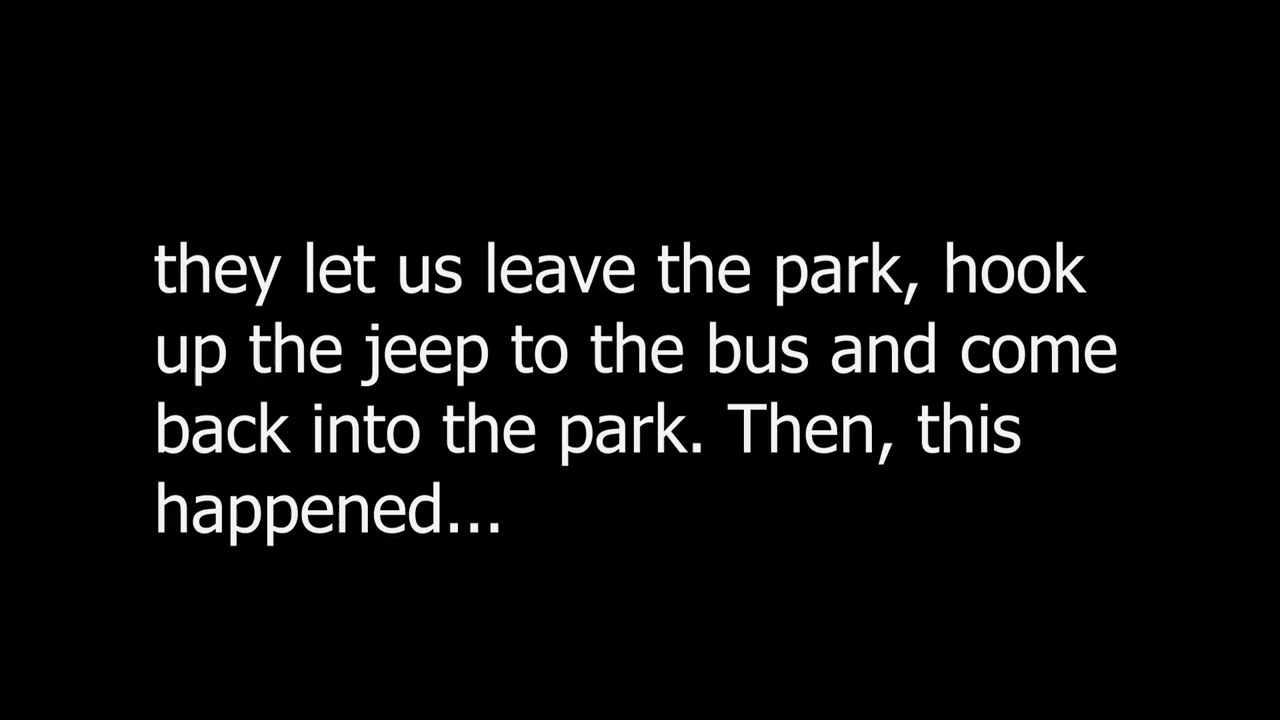 they let us leave the park, hook
up the jeep to the bus and come
back into the park. Then, this
happened...